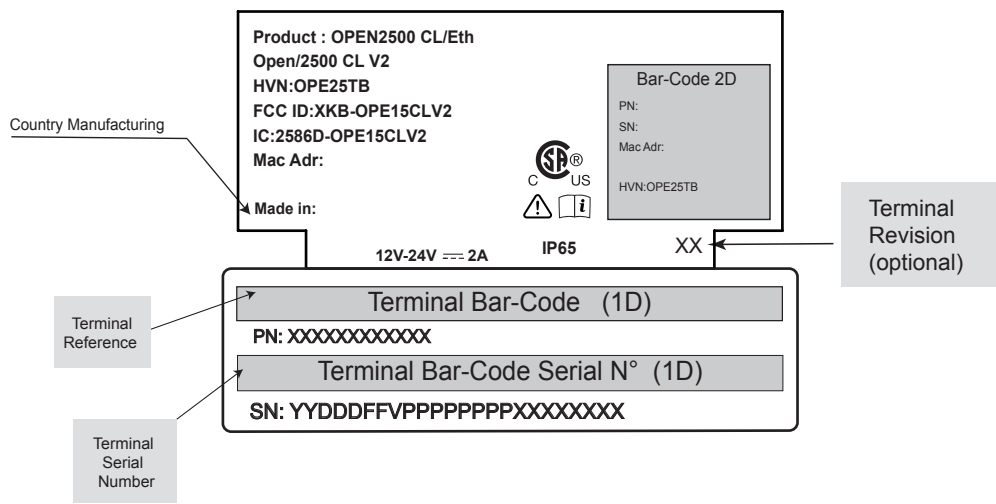 Product : OPEN2500 CL/Eth
Open/2500 CL V2
HVN:OPE25TB
FCC ID:XKB-OPE15CLV2
IC:2586D-OPE15CLV2
Mac Adr:
Made in:
Country Manufacturing
C SA ®
C US
i
Bar-Code 2D
PN:
SN:
Mac Adr:
HVN:OPE25TB
12V-24V ⎓ 2A
IP65
XX
Terminal
Revision
(optional)
Terminal Bar-Code (1D)
PN: XXXXXXXXXXXX
Terminal
Reference
Terminal Bar-Code Serial N° (1D)
SN: YYDDDFFVPPPPPPPPXXXXXXXX
Terminal
Serial
Number